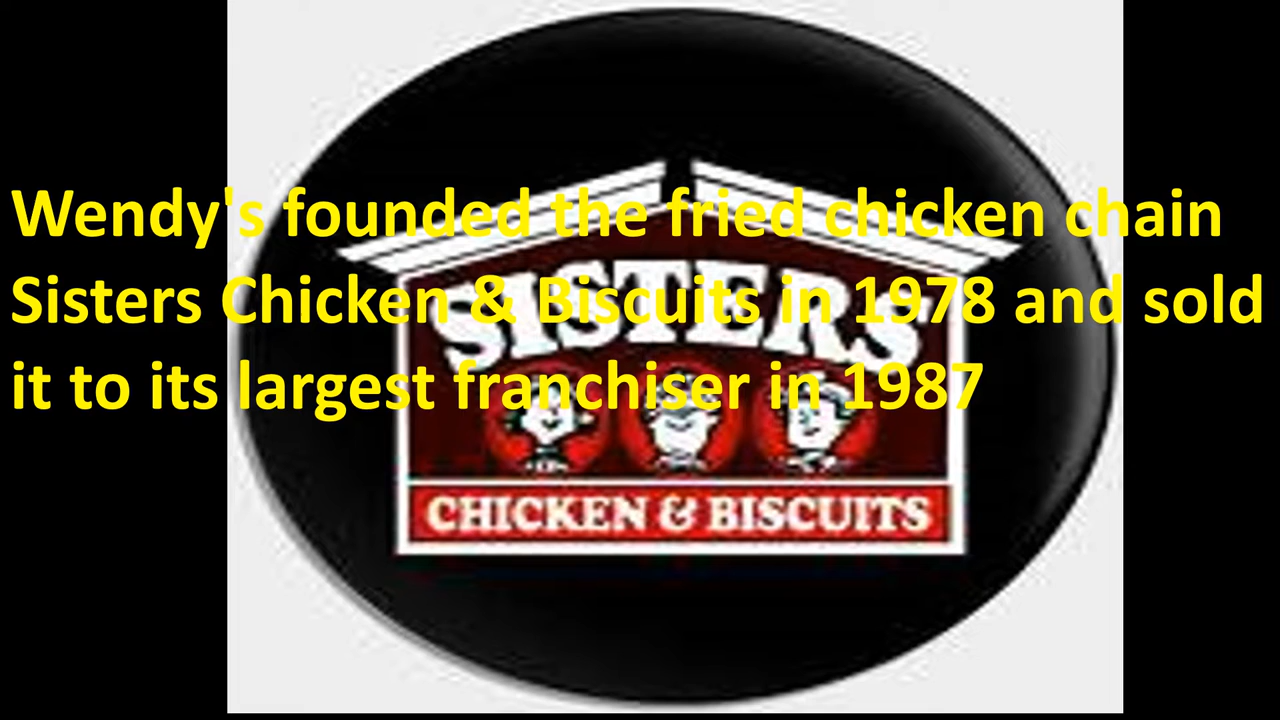 Wendy's founded the fried chicken chain
Sisters Chicken & Biscuits in 1978 and sold
it to its largest franchiser in 1987
SISTERS
CHICKEN & BISCUITS